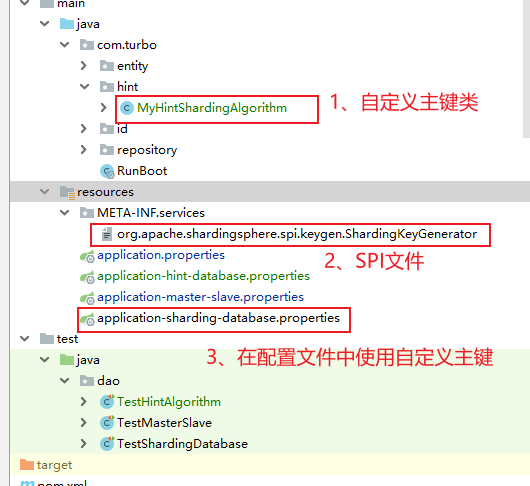 main
java
com.turbo
entity
hint
MyHintShardingAlgorithm
1、自定义主键类
id
repository
RunBoot
resources
META-INF.services
org.apache.shardingsphere.spi.keygen.ShardingKeyGenerator
application.properties
2、SPI文件
application-hint-database.properties
application-master-slave.properties
application-sharding-database.properties
test
java
3、在配置文件中使用自定义主键
dao
TestHintAlgorithm
TestMasterSlave
TestShardingDatabase
target
pom.xml